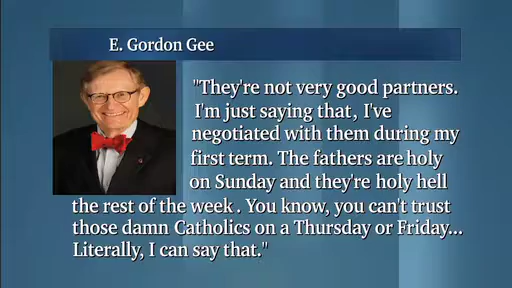 E. Gordon Gee
"They're not very good partners.
I'm just saying that, I've
negotiated with them during my
first term. The fathers are holy
on Sunday and they're holy hell
the rest of the week. You know, you can't trust
those damn Catholics on a Thursday or Friday...
Literally, I can say that."